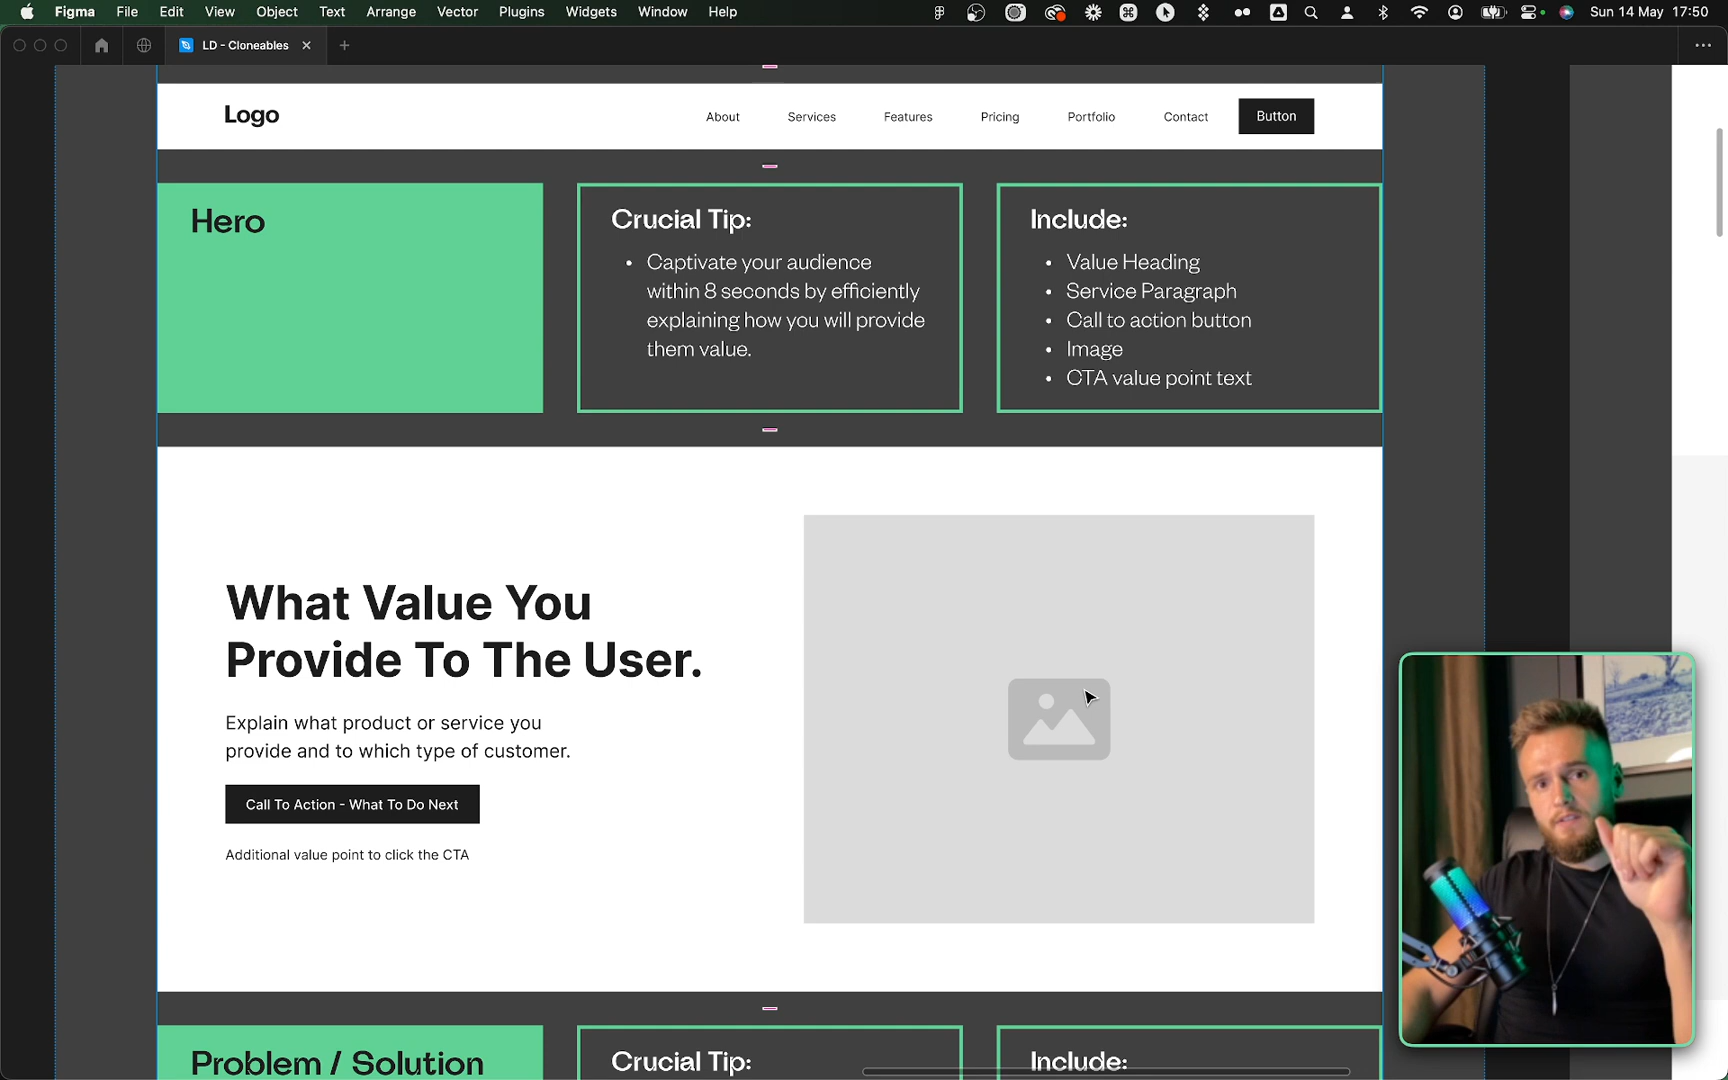 Figma File Edit View Object Text Arrange Vector Plugins Widgets Window Help Sun 14 May 17:50
LD - Cloneables
Logo About Services Features Pricing Portfolio Contact Button
Hero
Crucial Tip:
• Captivate your audience
within 8 seconds by efficiently
explaining how you will provide
them value.
Include:
• Value Heading
• Service Paragraph
• Call to action button
• Image
• CTA value point text
What Value You
Provide To The User.
Explain what product or service you
provide and to which type of customer.
Call To Action - What To Do Next
Additional value point to click the CTA
Problem / Solution
Crucial Tip:
Include: